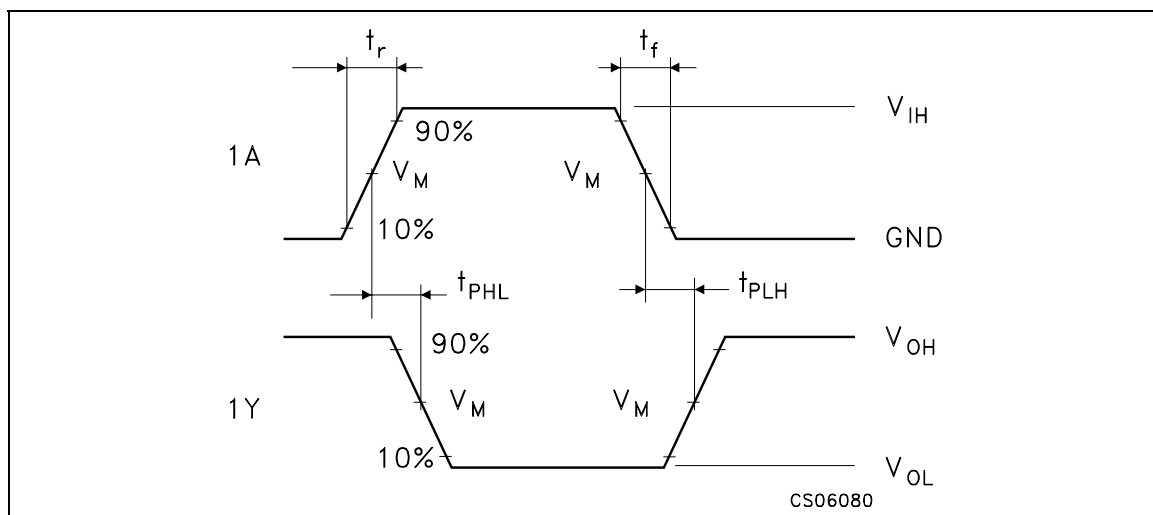 tr tf
VIH
90%
1A VM VM
10%
GND
tPHL tPLH
VOH
90%
1Y VM VM
10%
VOL
CS06080